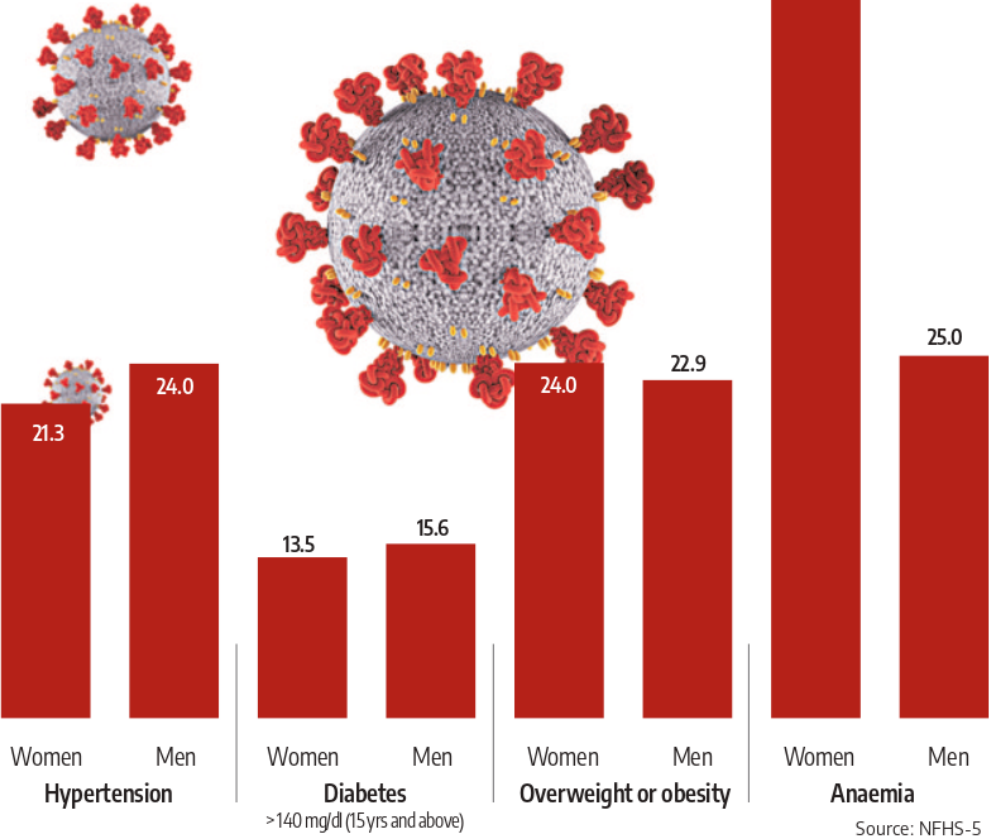 25.0
22.9
24.0
24.0
21.3
15.6
13.5
Women Men Women Men Women Men Women Men
Hypertension Diabetes Overweight or obesity Anaemia
>140 mg/dl (15 yrs and above)
Source: NFHS-5